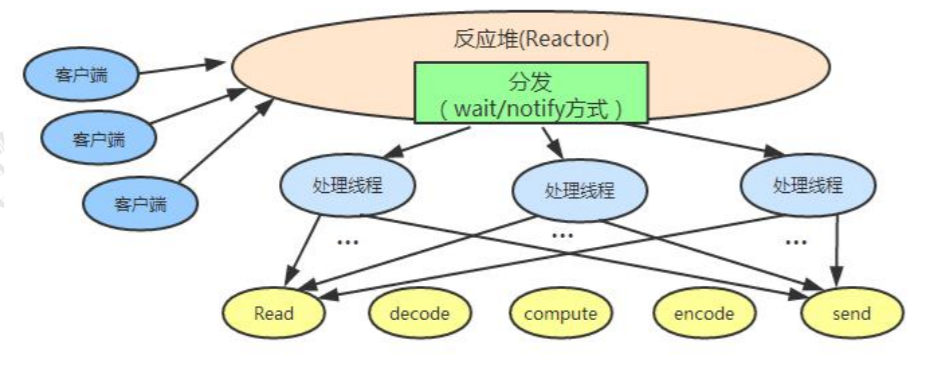 反应堆(Reactor)
分发
（wait/notify方式）
客户端
客户端
客户端
处理线程
处理线程
处理线程
...
...
...
Read
decode
compute
encode
send